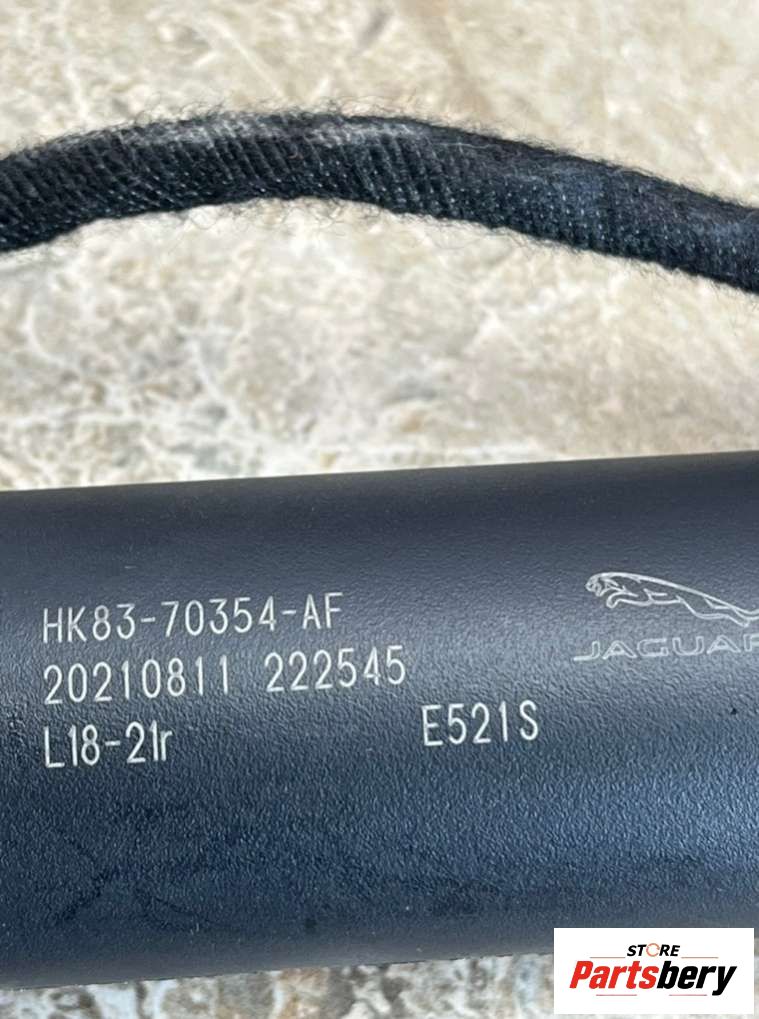 HK83-70354-AF
20210811 222545
L18-21r
E521S
JAGUAR
STORE
Partsbery